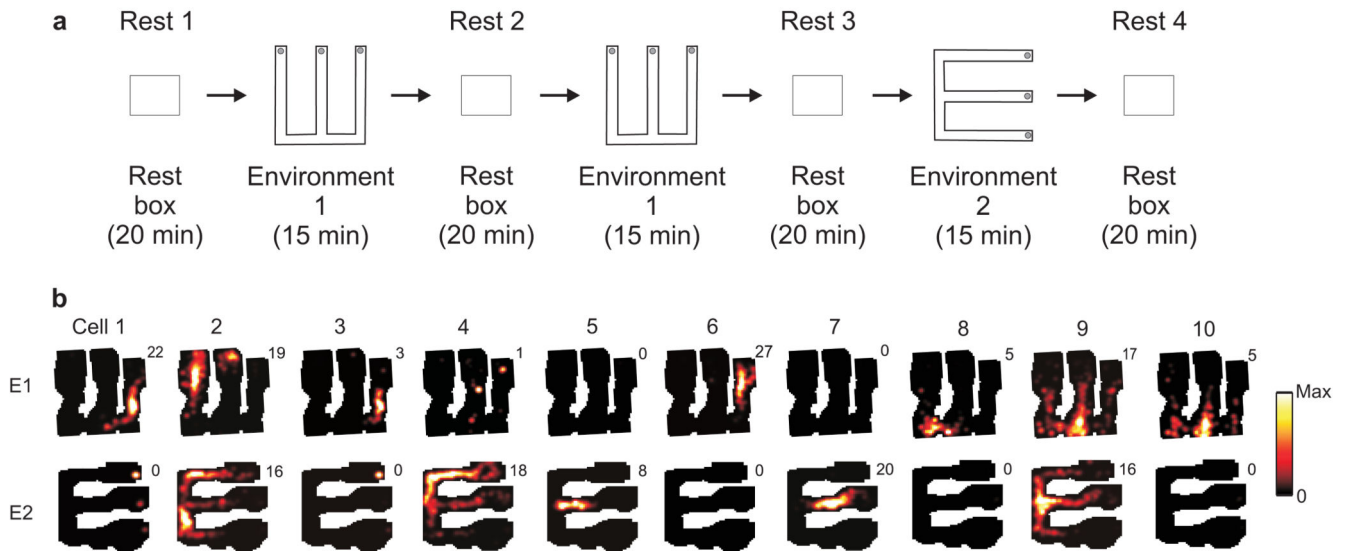 a
Rest 1
Rest 2
Rest 3
Rest 4
Rest box (20 min)
Environment 1 (15 min)
Rest box (20 min)
Environment 1 (15 min)
Rest box (20 min)
Environment 2 (15 min)
Rest box (20 min)
b
Cell 1 2 3 4 5 6 7 8 9 10
E1 22 19 3 1 0 27 0 5 17 5
Max
0
E2 0 16 0 18 8 0 20 0 16 0